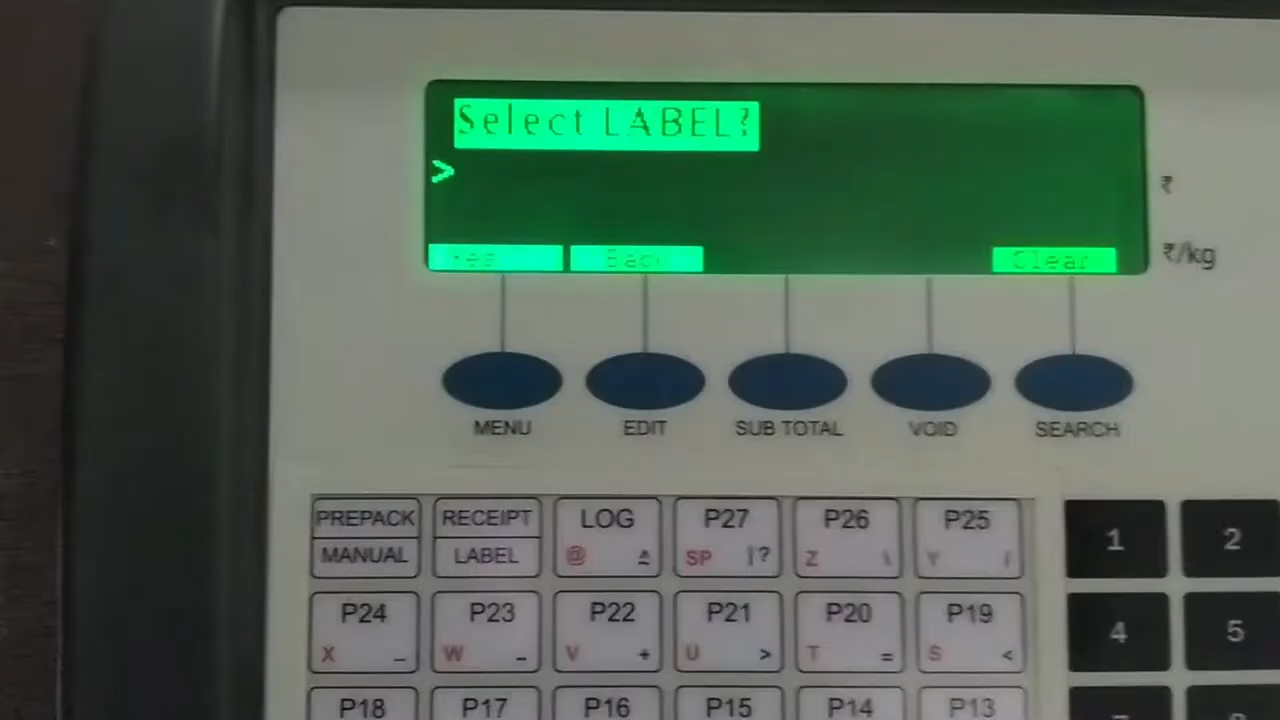 Select LABEL?
>
₹
Yes Back Clear
₹/kg
MENU EDIT SUB TOTAL VOID SEARCH
PREPACK RECEIPT LOG P27 P26 P25 1 2
MANUAL LABEL @ SP |? Z \ Y /
P24 P23 P22 P21 P20 P19 4 5
X _ W - V + U > T = S <
P18 P17 P16 P15 P14 P13